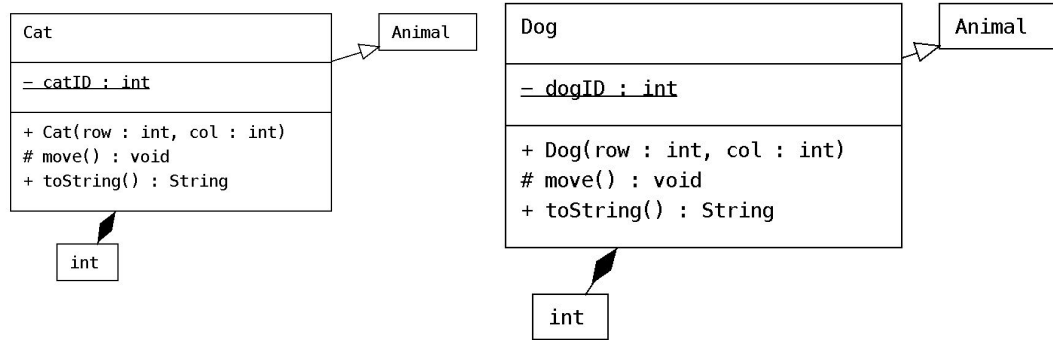 Cat
Animal
– catID : int
+ Cat(row : int, col : int)
# move() : void
+ toString() : String
int
Dog
Animal
– dogID : int
+ Dog(row : int, col : int)
# move() : void
+ toString() : String
int